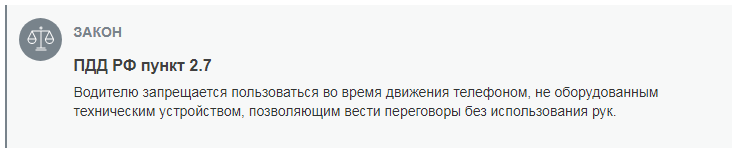 ЗАКОН
ПДД РФ пункт 2.7
Водителю запрещается пользоваться во время движения телефоном, не оборудованным
техническим устройством, позволяющим вести переговоры без использования рук.